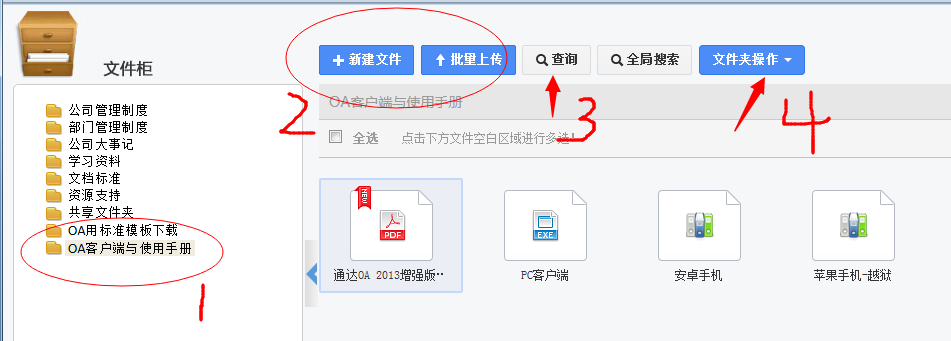 文件柜
新建文件 批量上传 查询 全局搜索 文件夹操作
公司管理制度
部门管理制度
公司大事记
学习资料
文档标准
资源支持
共享文件夹
OA用标准模板下载
OA客户端与使用手册
1
2
3
4
OA客户端与使用手册
全选 点击下方文件空白区域进行多选!
NEW
PDF
EXE
通达OA 2013增强版…
PC客户端
安卓手机
苹果手机-越狱